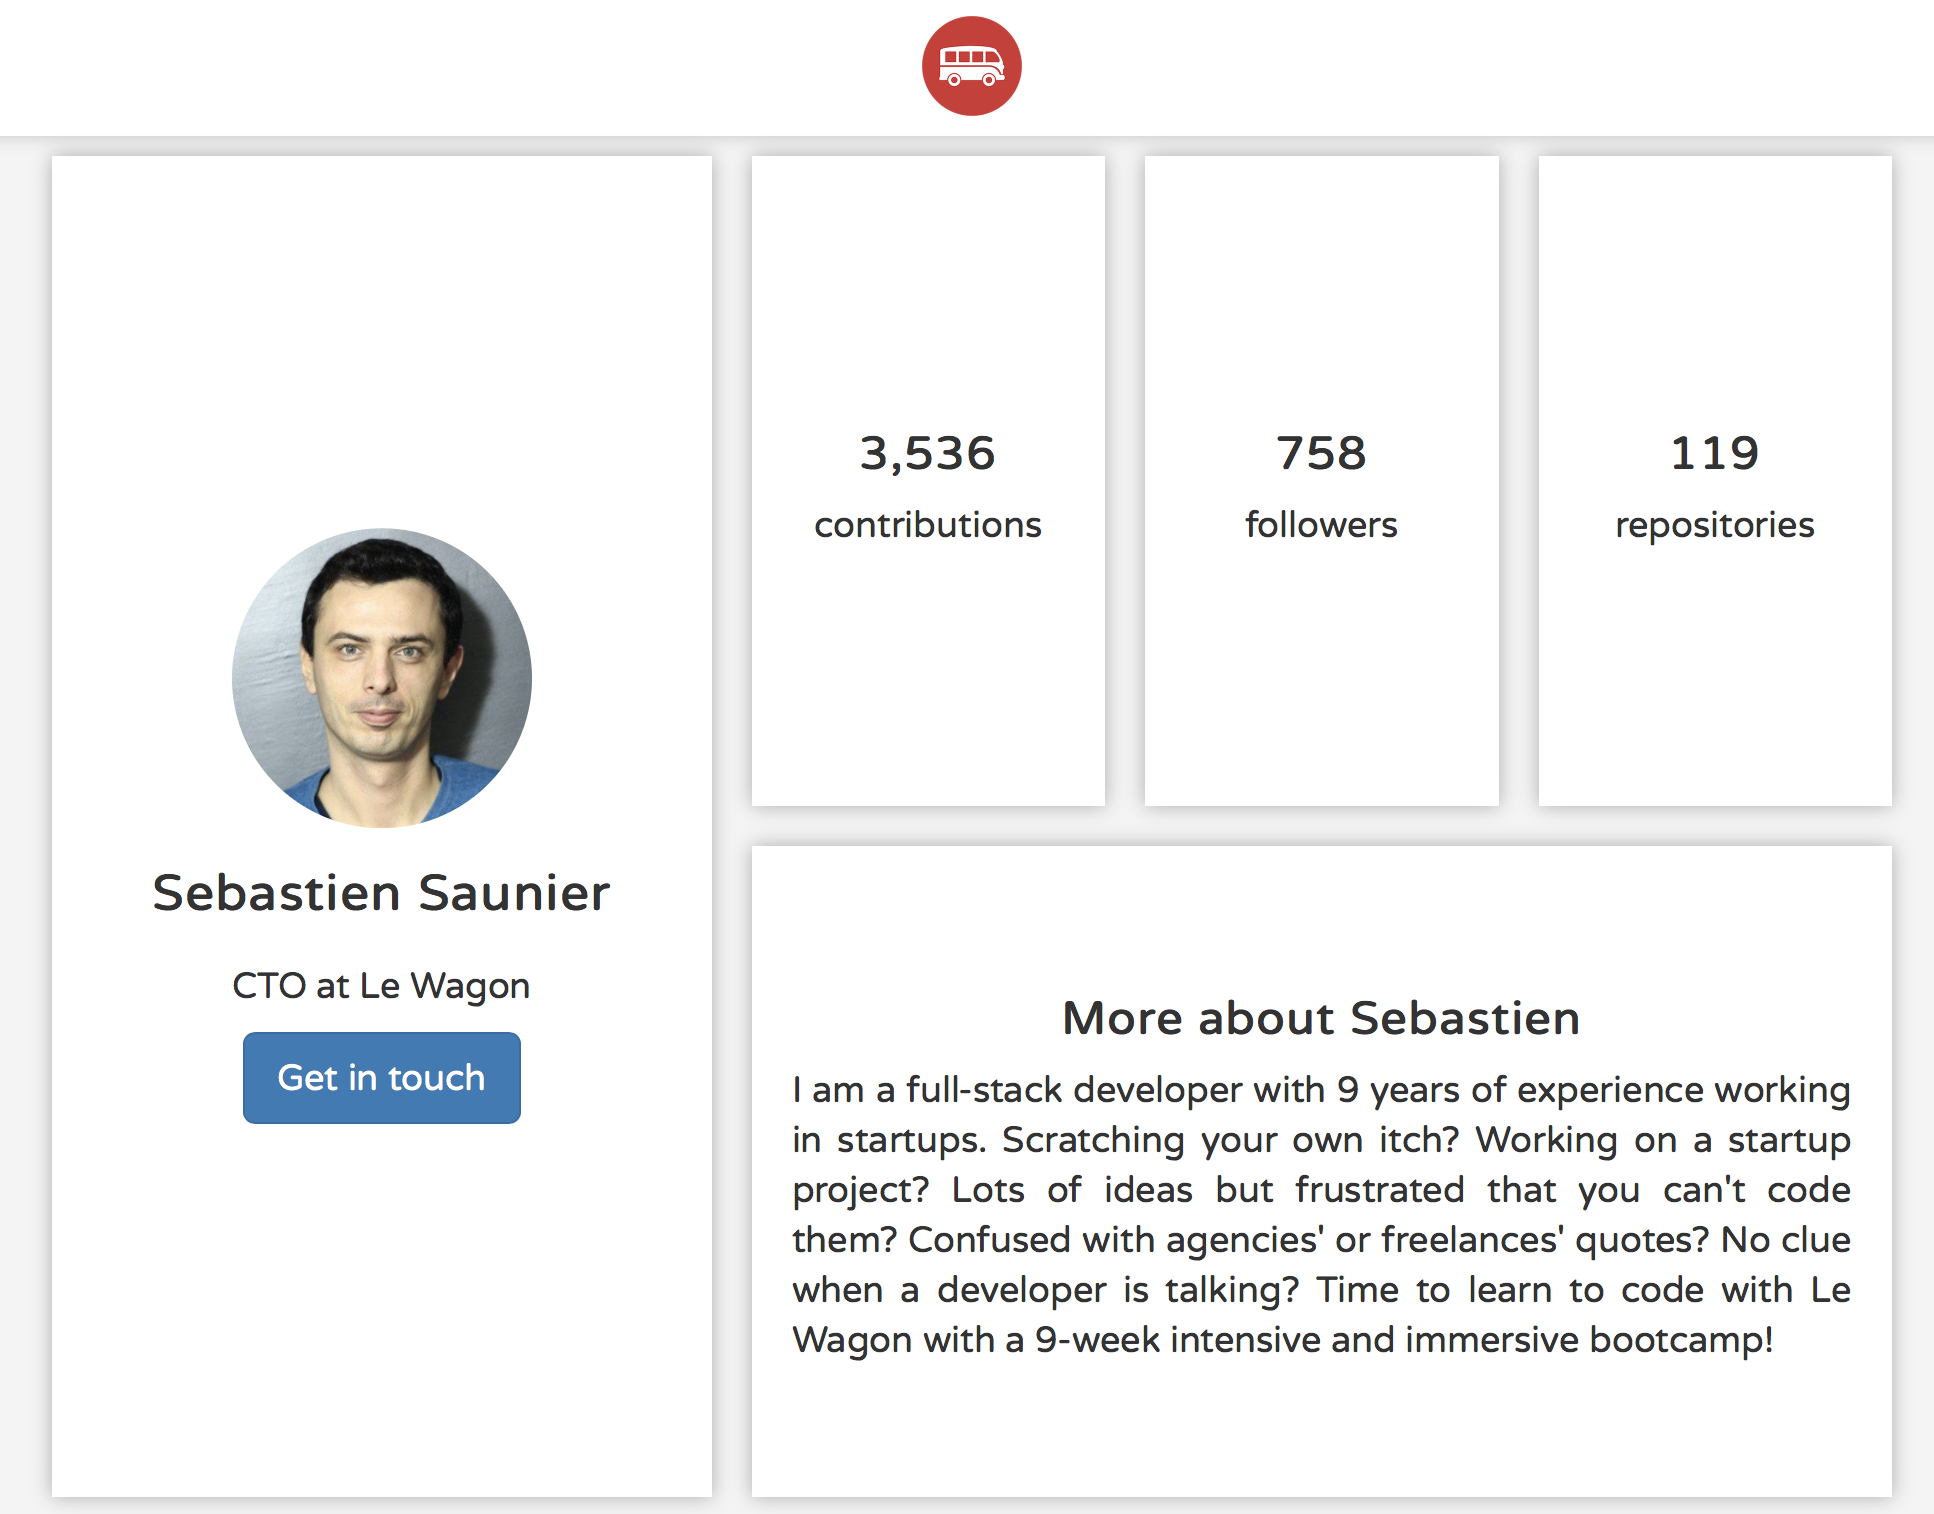 3,536
contributions
758
followers
119
repositories
Sebastien Saunier
CTO at Le Wagon
Get in touch
More about Sebastien
I am a full-stack developer with 9 years of experience working
in startups. Scratching your own itch? Working on a startup
project? Lots of ideas but frustrated that you can't code
them? Confused with agencies' or freelances' quotes? No clue
when a developer is talking? Time to learn to code with Le
Wagon with a 9-week intensive and immersive bootcamp!